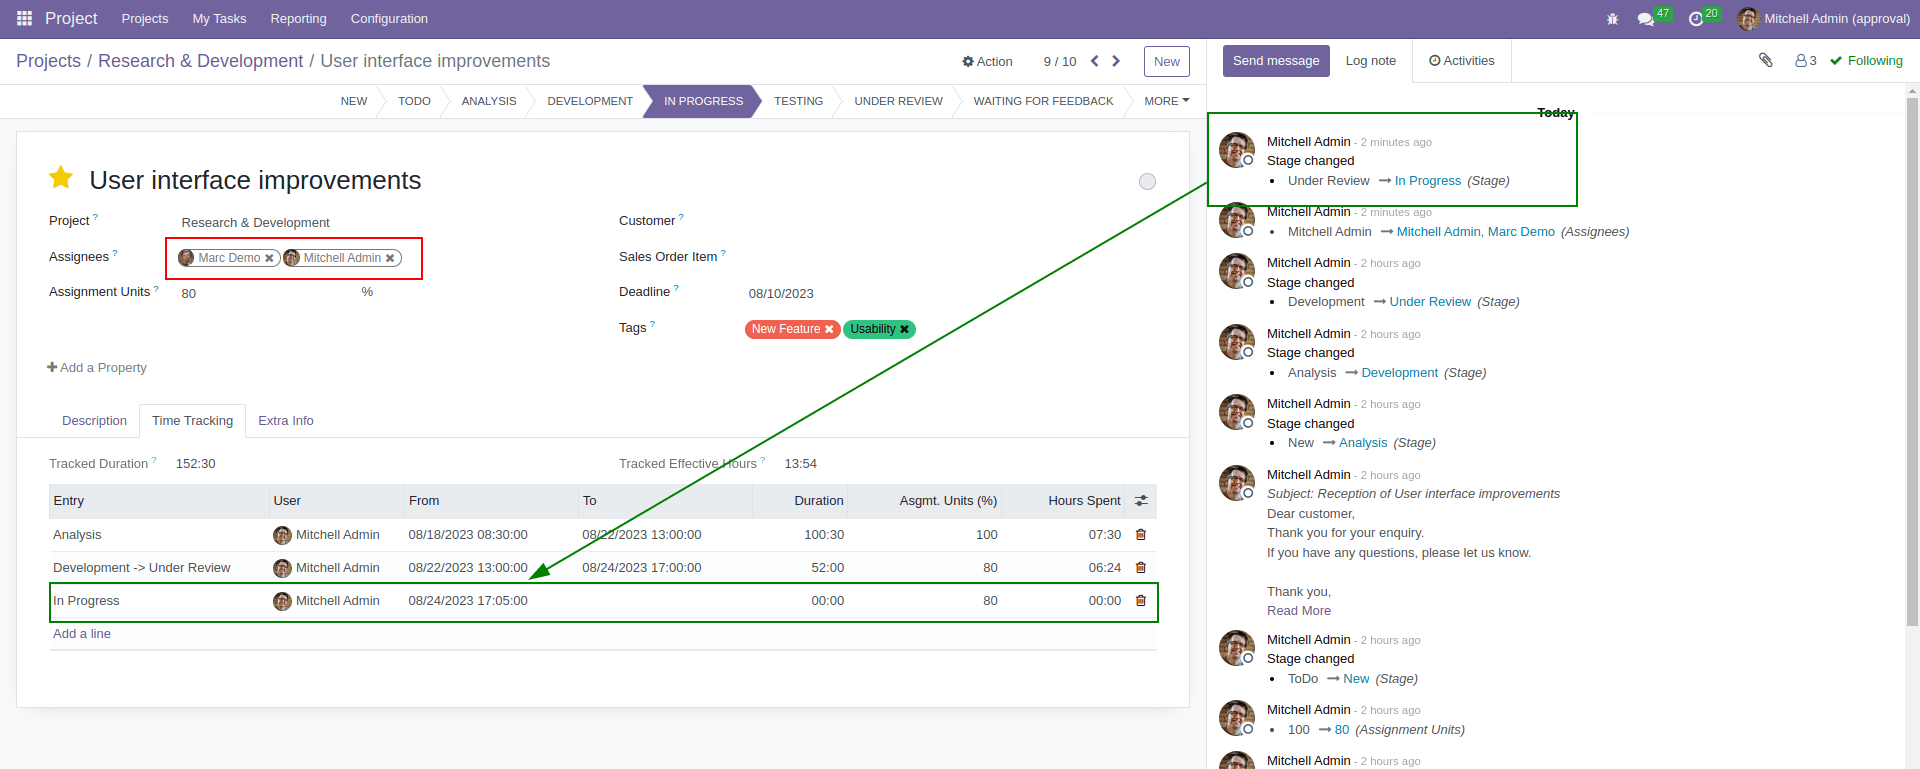 Project Projects My Tasks Reporting Configuration 47 20 Mitchell Admin (approval)
Projects / Research & Development / User interface improvements Action 9 / 10 New
NEW TODO ANALYSIS DEVELOPMENT IN PROGRESS TESTING UNDER REVIEW WAITING FOR FEEDBACK MORE
User interface improvements
Project ? Research & Development
Customer ?
Assignees ? Marc Demo Mitchell Admin
Sales Order Item ?
Assignment Units ? 80 %
Deadline ? 08/10/2023
Tags ? New Feature Usability
Add a Property
Description Time Tracking Extra Info
Tracked Duration ? 152:30 Tracked Effective Hours ? 13:54
Entry User From To Duration Asgmt. Units (%) Hours Spent
Analysis Mitchell Admin 08/18/2023 08:30:00 08/22/2023 13:00:00 100:30 100 07:30
Development -> Under Review Mitchell Admin 08/22/2023 13:00:00 08/24/2023 17:00:00 52:00 80 06:24
In Progress Mitchell Admin 08/24/2023 17:05:00 00:00 80 00:00
Add a line
Send message Log note Activities 3 Following
Today
Mitchell Admin - 2 minutes ago
Stage changed
• Under Review → In Progress (Stage)
Mitchell Admin - 2 minutes ago
• Mitchell Admin → Mitchell Admin, Marc Demo (Assignees)
Mitchell Admin - 2 hours ago
Stage changed
• Development → Under Review (Stage)
Mitchell Admin - 2 hours ago
Stage changed
• Analysis → Development (Stage)
Mitchell Admin - 2 hours ago
Stage changed
• New → Analysis (Stage)
Mitchell Admin - 2 hours ago
Subject: Reception of User interface improvements
Dear customer,
Thank you for your enquiry.
If you have any questions, please let us know.
Thank you,
Read More
Mitchell Admin - 2 hours ago
Stage changed
• ToDo → New (Stage)
Mitchell Admin - 2 hours ago
• 100 → 80 (Assignment Units)
Mitchell Admin - 2 hours ago